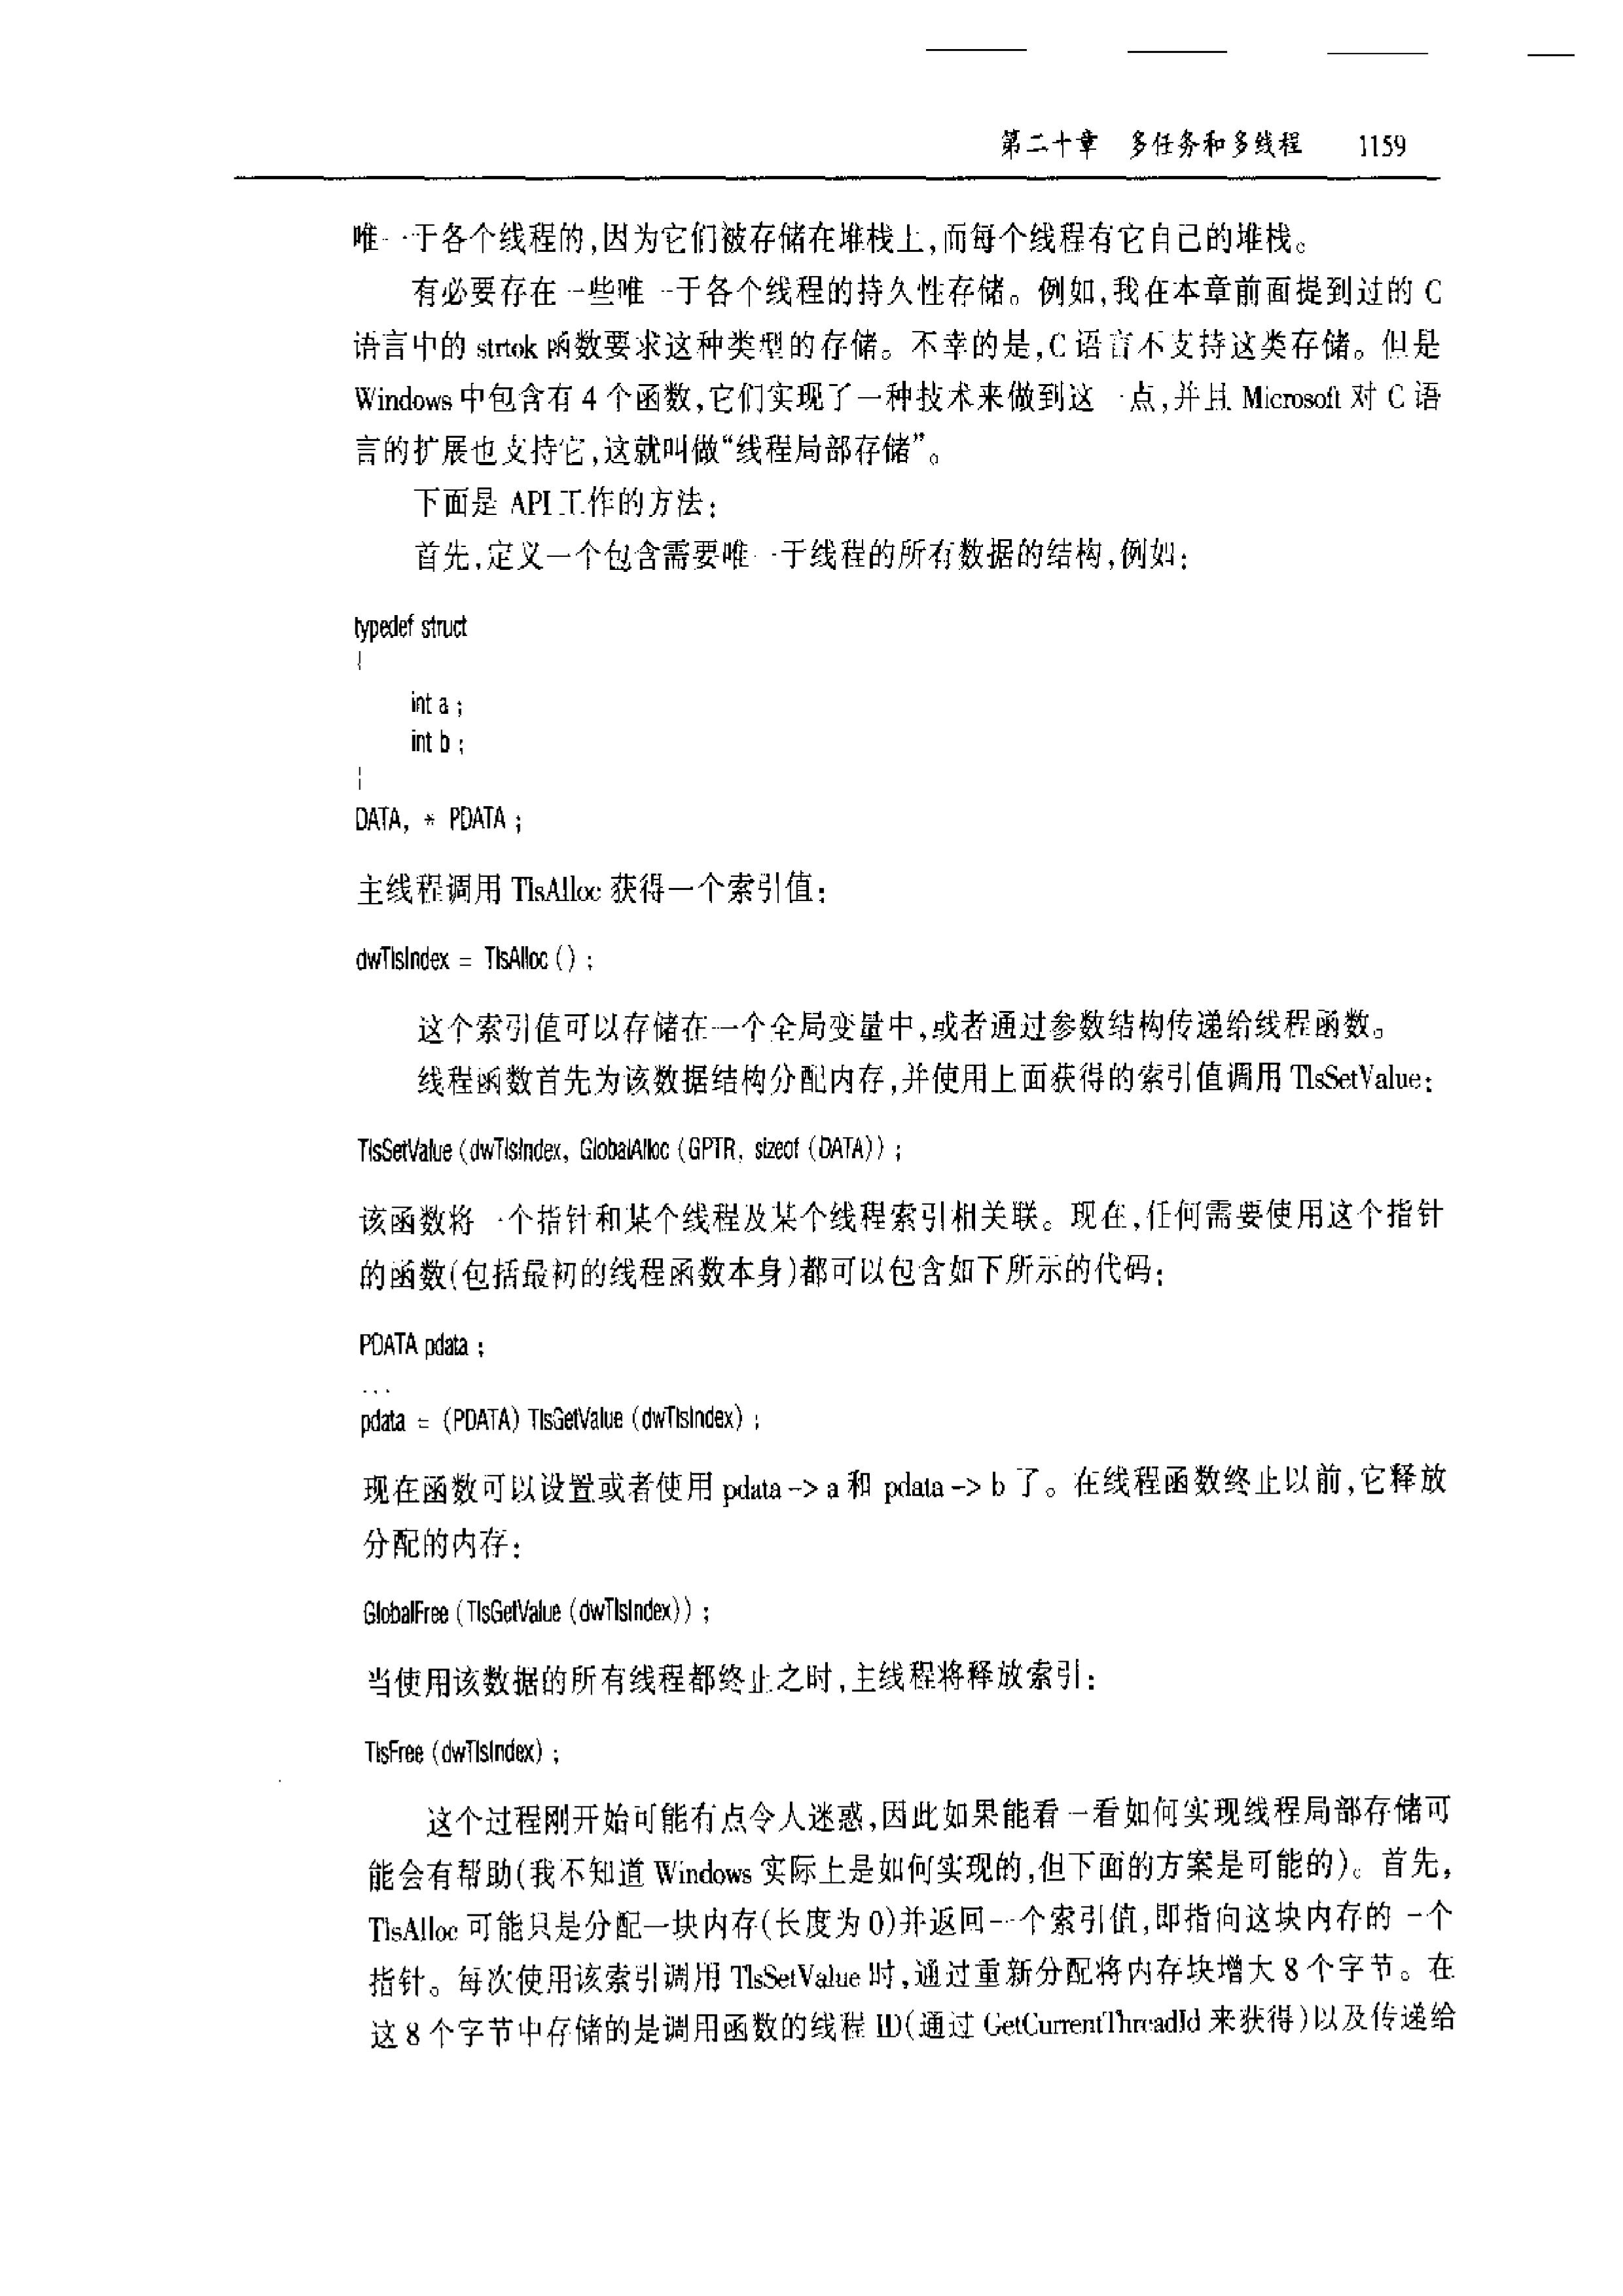 第二十章 多任务和多线程 1159
唯一于各个线程的,因为它们被存储在堆栈上,而每个线程有它自己的堆栈。
有必要存在一些唯一于各个线程的持久性存储。例如,我在本章前面提到过的 C
语言中的 strtok 函数要求这种类型的存储。不幸的是,C 语言不支持这类存储。但是
Windows 中包含有 4 个函数,它们实现了一种技术来做到这一点,并且 Microsoft 对 C 语
言的扩展也支持它,这就叫做“线程局部存储”。
下面是 API 工作的方法:
首先,定义一个包含需要唯一于线程的所有数据的结构,例如:
typedef struct
{
int a ;
int b ;
}
DATA, * PDATA ;
主线程调用 TlsAlloc 获得一个索引值:
dwTlsIndex = TlsAlloc () ;
这个索引值可以存储在一个全局变量中,或者通过参数结构传递给线程函数。
线程函数首先为该数据结构分配内存,并使用上面获得的索引值调用 TlsSetValue:
TlsSetValue (dwTlsIndex, GlobalAlloc (GPTR, sizeof (DATA)) ;
该函数将一个指针和某个线程及某个线程索引相关联。现在,任何需要使用这个指针
的函数(包括最初的线程函数本身)都可以包含如下所示的代码:
PDATA pdata ;
...
pdata = (PDATA) TlsGetValue (dwTlsIndex) ;
现在函数可以设置或者使用 pdata -> a 和 pdata -> b 了。在线程函数终止以前,它释放
分配的内存:
GlobalFree (TlsGetValue (dwTlsIndex)) ;
当使用该数据的所有线程都终止之时,主线程将释放索引:
TlsFree (dwTlsIndex) ;
这个过程刚开始可能有点令人迷惑,因此如果能看一看如何实现线程局部存储可
能会有帮助(我不知道 Windows 实际上是如何实现的,但下面的方案是可能的)。首先,
TlsAlloc 可能只是分配一块内存(长度为 0)并返回一个索引值,即指向这块内存的一个
指针。每次使用该索引调用 TlsSetValue 时,通过重新分配将内存块增大 8 个字节。在
这 8 个字节中存储的是调用函数的线程 ID(通过 GetCurrentThreadId 来获得)以及传递给